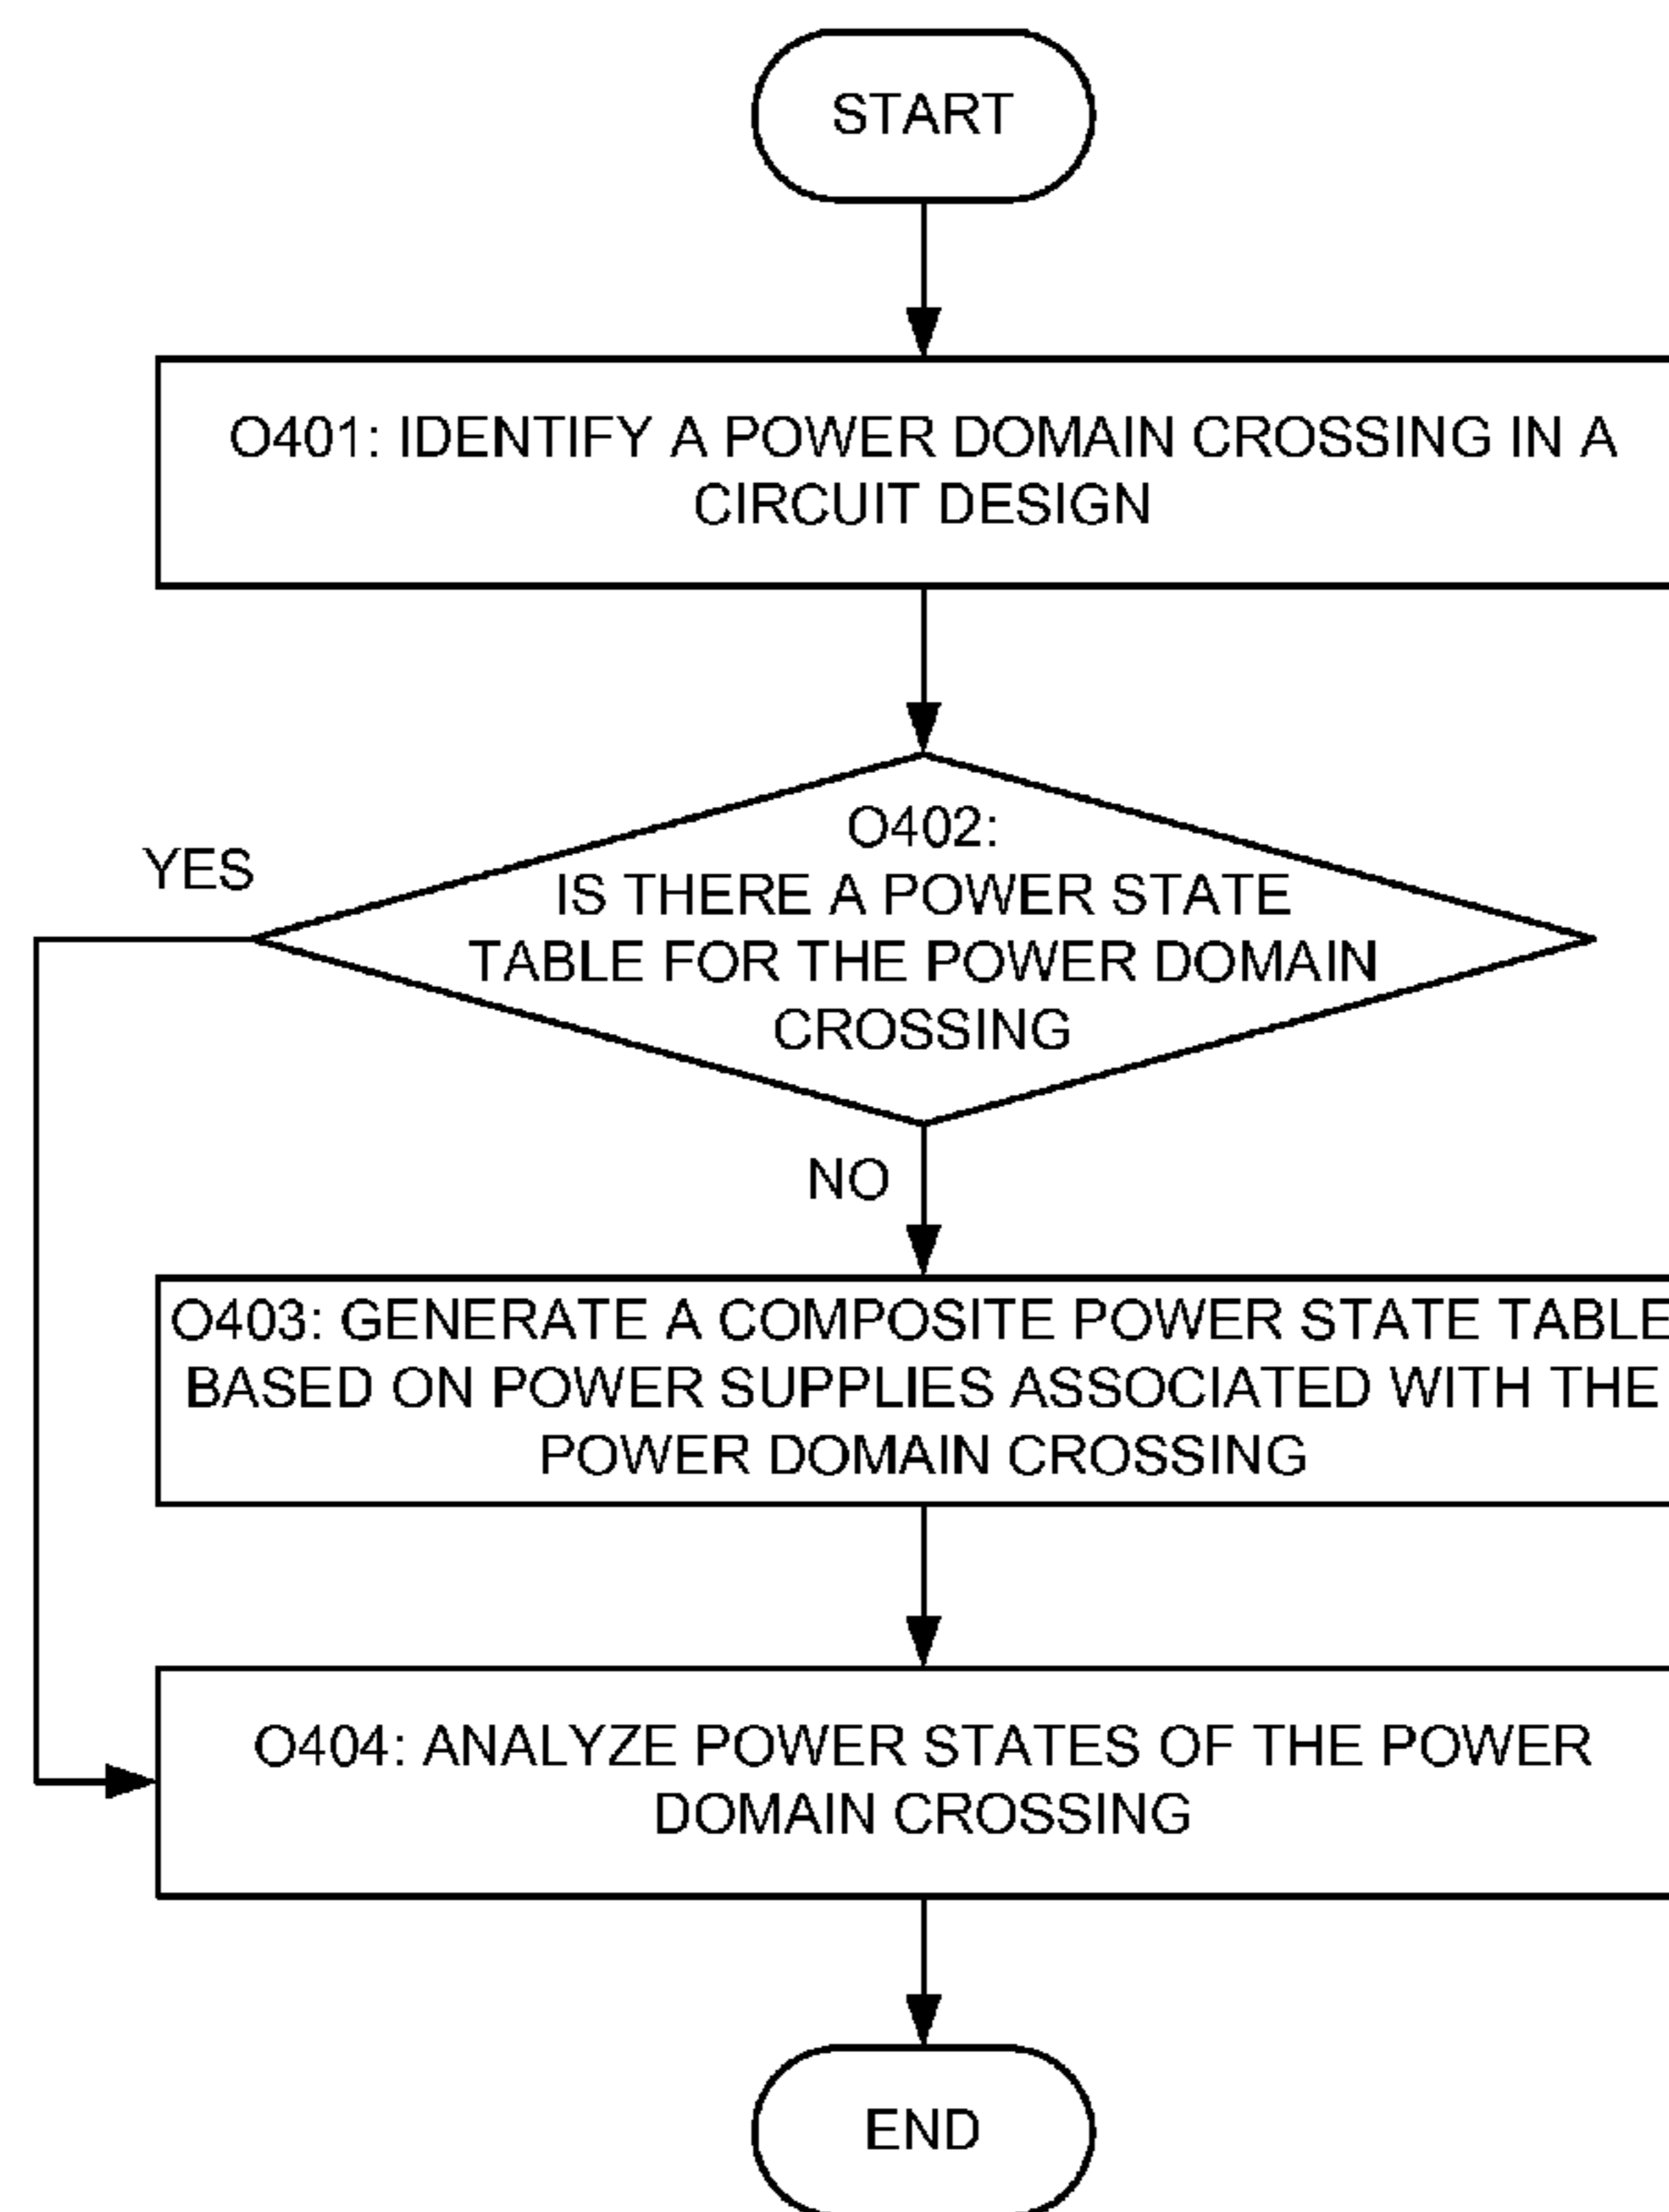 START
O401: IDENTIFY A POWER DOMAIN CROSSING IN A
CIRCUIT DESIGN
O402:
IS THERE A POWER STATE
TABLE FOR THE POWER DOMAIN
CROSSING
YES
NO
O403: GENERATE A COMPOSITE POWER STATE TABLE
BASED ON POWER SUPPLIES ASSOCIATED WITH THE
POWER DOMAIN CROSSING
O404: ANALYZE POWER STATES OF THE POWER
DOMAIN CROSSING
END